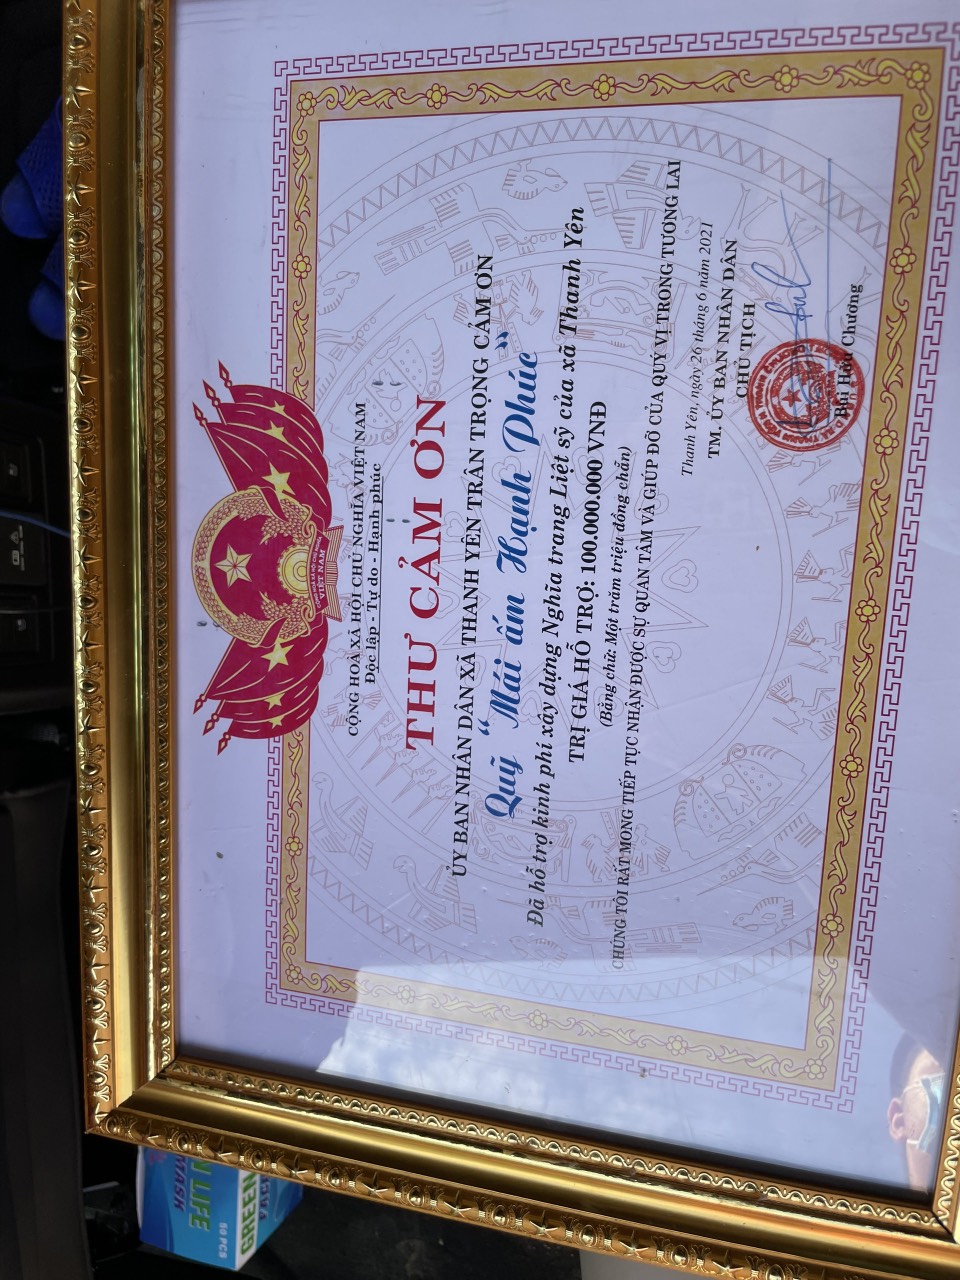 CỘNG HOÀ XÃ HỘI CHỦ NGHĨA VIỆT NAM
Độc lập - Tự do - Hạnh phúc
THƯ CẢM ƠN
ỦY BAN NHÂN DÂN XÃ THANH YÊN TRÂN TRỌNG CẢM ƠN
Quỹ "Mái ấm Hạnh Phúc"
Đã hỗ trợ kinh phí xây dựng Nghĩa trang Liệt sỹ của xã Thanh Yên
TRỊ GIÁ HỖ TRỢ: 100.000.000 VNĐ
(Bằng chữ: Một trăm triệu đồng chẵn)
CHÚNG TÔI RẤT MONG TIẾP TỤC NHẬN ĐƯỢC SỰ QUAN TÂM VÀ GIÚP ĐỠ CỦA QUÝ VỊ TRONG TƯƠNG LAI
Thanh Yên, ngày 26 tháng 6 năm 2021
TM. ỦY BAN NHÂN DÂN
CHỦ TỊCH
Bùi Hữu Chương
VIỆT NAM
LIFE
MASK
GREEN
50 PCS